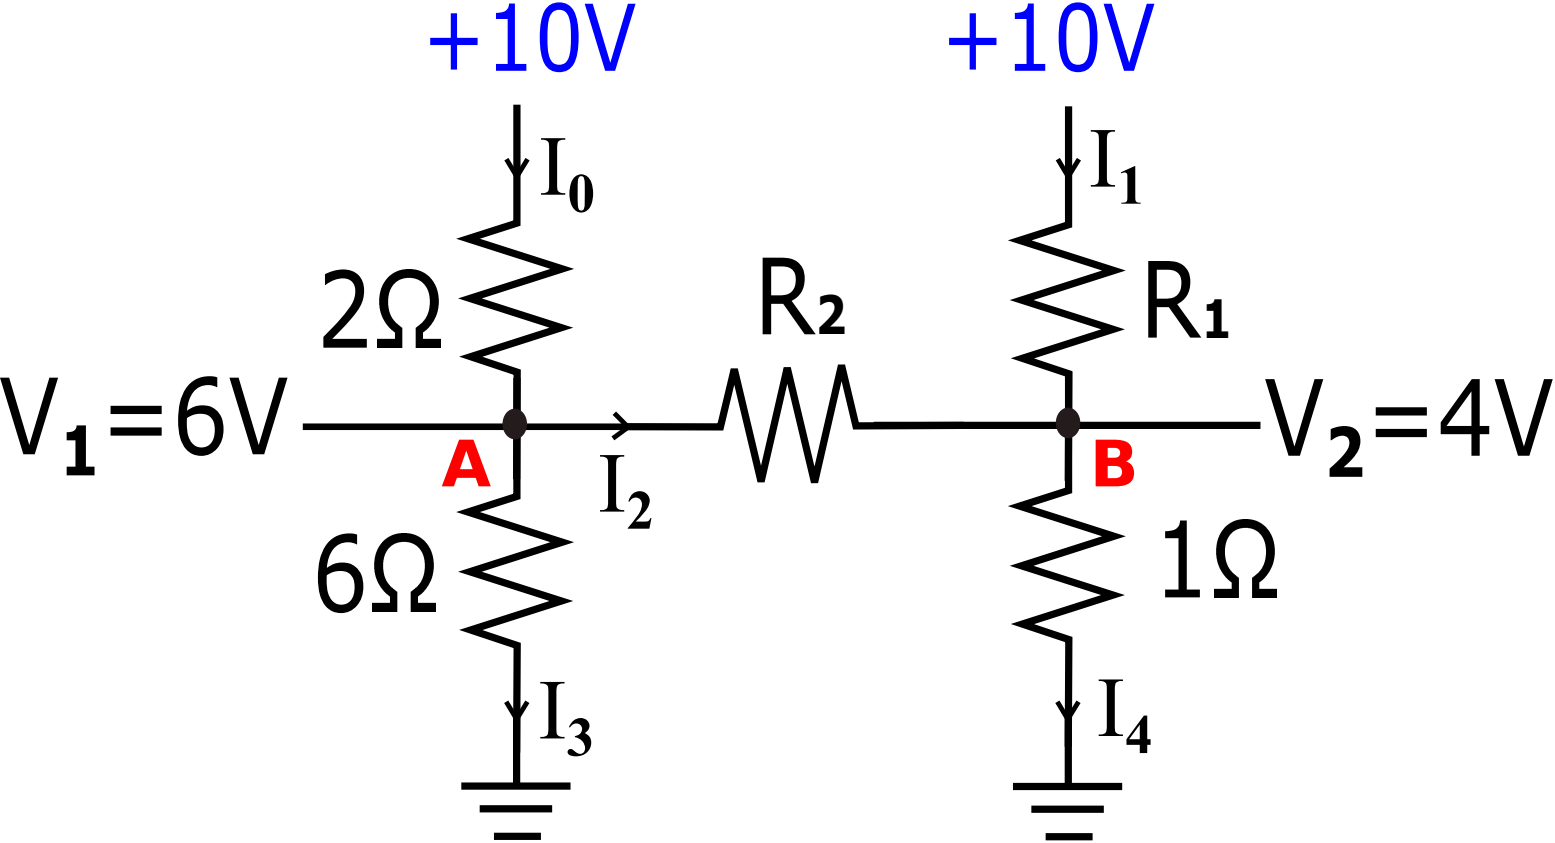 +10V +10V
I₀ I₁
2Ω R₂ R₁
V₁=6V V₂=4V
A B
I₂
6Ω 1Ω
I₃ I₄